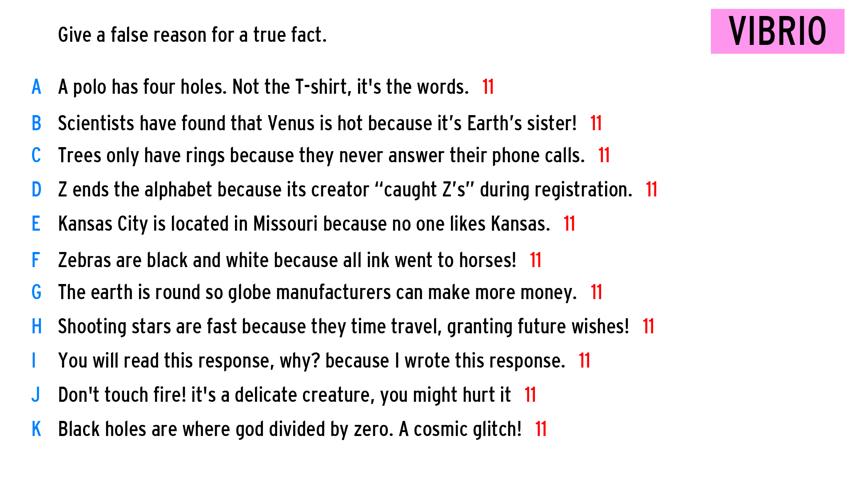 Give a false reason for a true fact.
VIBRIO
A A polo has four holes. Not the T-shirt, it's the words. 11
B Scientists have found that Venus is hot because it’s Earth’s sister! 11
C Trees only have rings because they never answer their phone calls. 11
D Z ends the alphabet because its creator “caught Z’s” during registration. 11
E Kansas City is located in Missouri because no one likes Kansas. 11
F Zebras are black and white because all ink went to horses! 11
G The earth is round so globe manufacturers can make more money. 11
H Shooting stars are fast because they time travel, granting future wishes! 11
I You will read this response, why? because I wrote this response. 11
J Don't touch fire! it's a delicate creature, you might hurt it 11
K Black holes are where god divided by zero. A cosmic glitch! 11